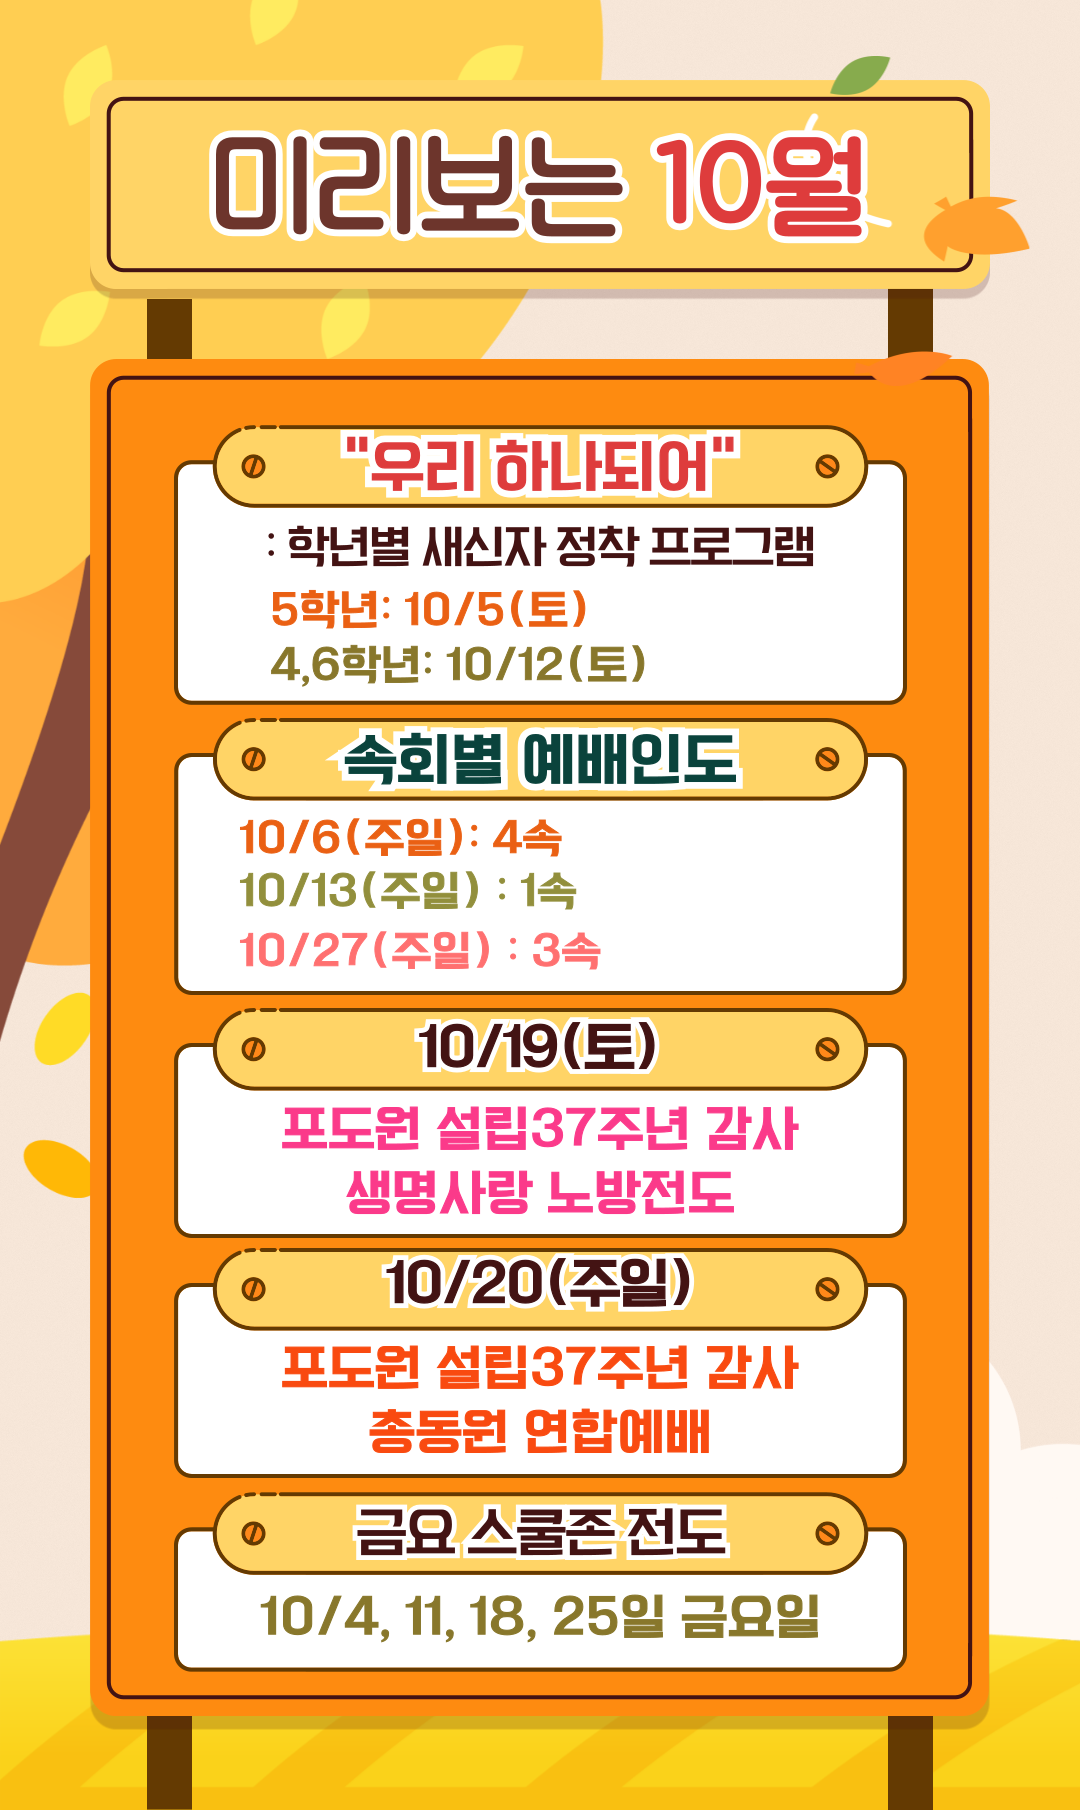 미리보는 10월
"우리 하나되어"
: 학년별 새신자 정착 프로그램
5학년: 10/5(토)
4,6학년: 10/12(토)
속회별 예배인도
10/6(주일): 4속
10/13(주일) : 1속
10/27(주일) : 3속
10/19(토)
포도원 설립37주년 감사
생명사랑 노방전도
10/20(주일)
포도원 설립37주년 감사
총동원 연합예배
금요 스쿨존 전도
10/4, 11, 18, 25일 금요일